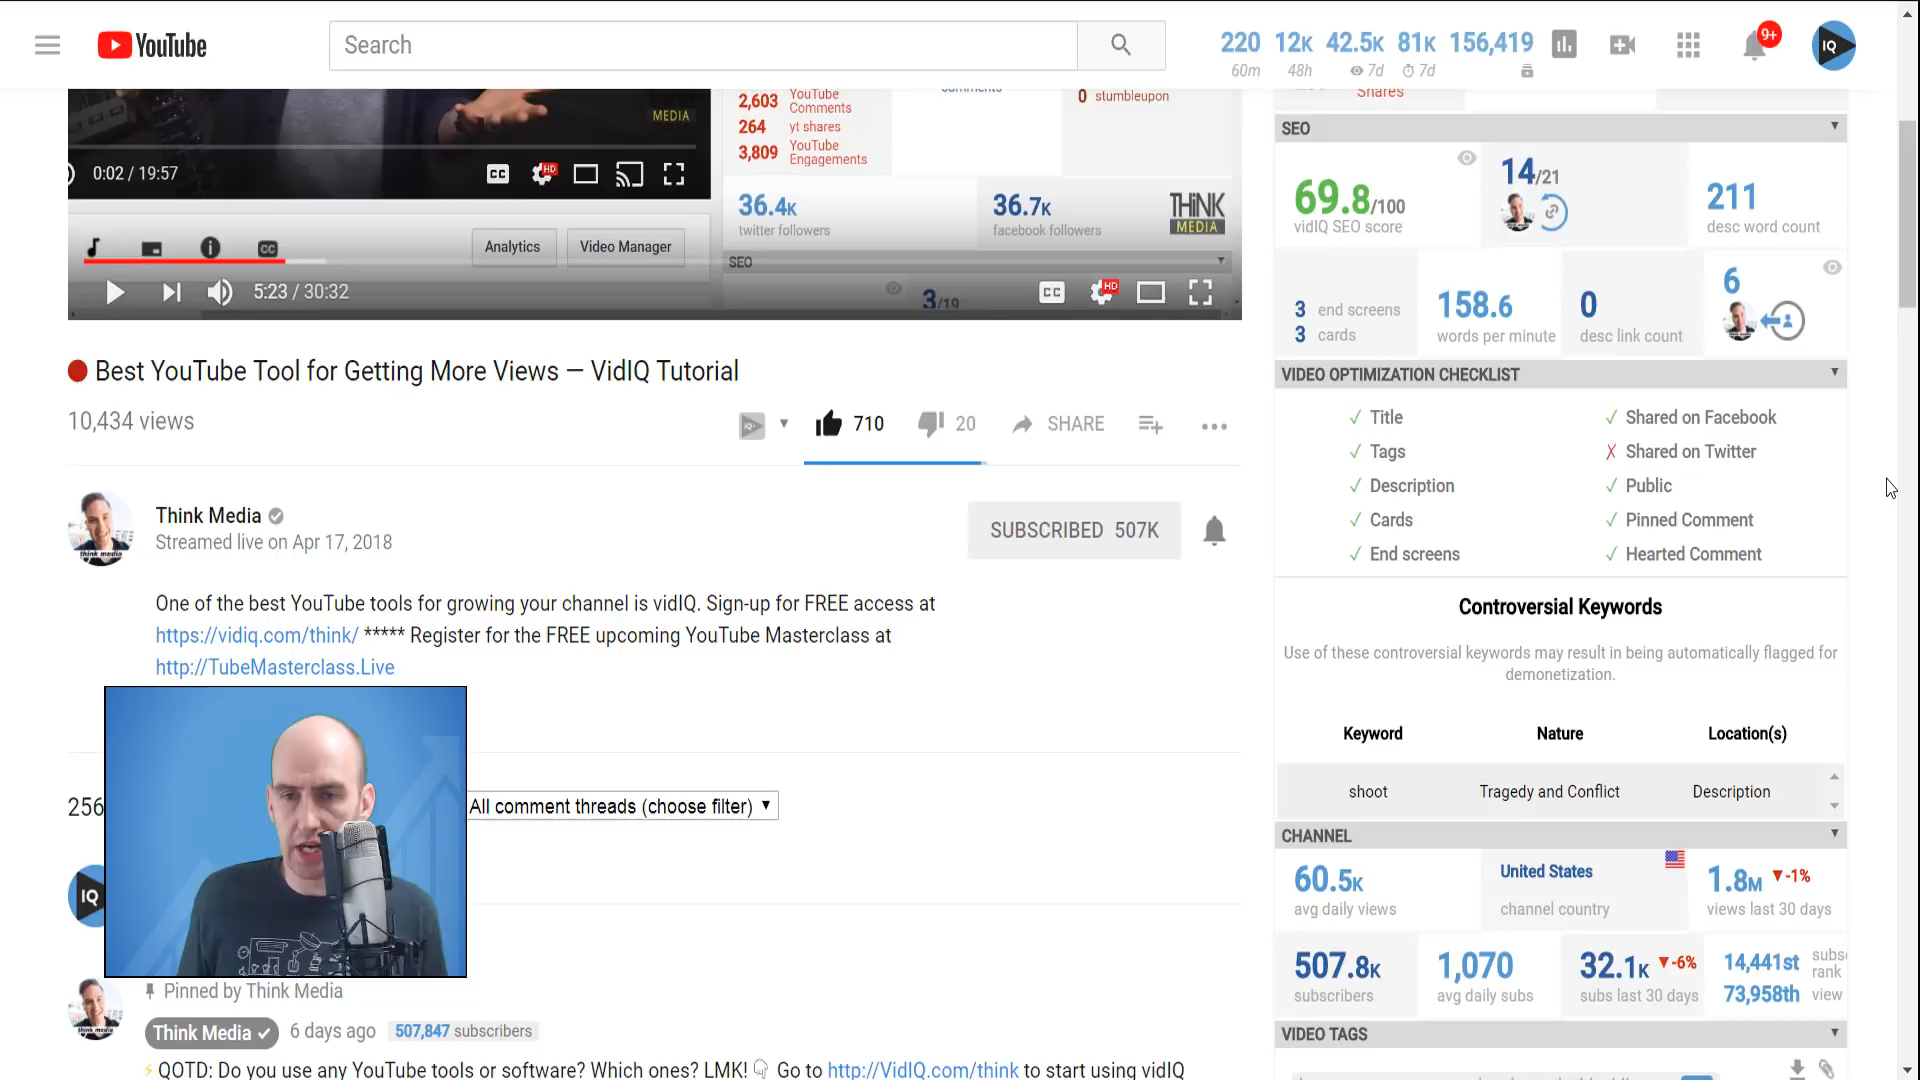 YouTube
Search
220 12K 42.5K 81K 156,419
60m 48h 7d 7d
9+
IQ
2,603 YouTube Comments
264 yt shares
3,809 YouTube Engagements
comments
0 stumbleupon
Shares
MEDIA
0:02 / 19:57
CC
HD
36.4K
twitter followers
36.7K
facebook followers
THiNK
MEDIA
Analytics
Video Manager
SEO
3/19
5:23 / 30:32
CC
HD
SEO
69.8/100
vidIQ SEO score
14/21
211
desc word count
3 end screens
3 cards
158.6
words per minute
0
desc link count
6
Best YouTube Tool for Getting More Views — VidIQ Tutorial
10,434 views
710
20
SHARE
Think Media
Streamed live on Apr 17, 2018
SUBSCRIBED 507K
One of the best YouTube tools for growing your channel is vidIQ. Sign-up for FREE access at
https://vidiq.com/think/ ***** Register for the FREE upcoming YouTube Masterclass at
http://TubeMasterclass.Live
256
All comment threads (choose filter)
IQ
Pinned by Think Media
Think Media 6 days ago 507,847 subscribers
QOTD: Do you use any YouTube tools or software? Which ones? LMK! Go to http://VidIQ.com/think to start using vidIQ
VIDEO OPTIMIZATION CHECKLIST
✓ Title
✓ Shared on Facebook
✓ Tags
✗ Shared on Twitter
✓ Description
✓ Public
✓ Cards
✓ Pinned Comment
✓ End screens
✓ Hearted Comment
Controversial Keywords
Use of these controversial keywords may result in being automatically flagged for
demonetization.
Keyword Nature Location(s)
shoot Tragedy and Conflict Description
CHANNEL
60.5K
avg daily views
United States
channel country
1.8M ▼-1%
views last 30 days
507.8K
subscribers
1,070
avg daily subs
32.1K ▼-6%
subs last 30 days
14,441st subs rank
73,958th view
VIDEO TAGS